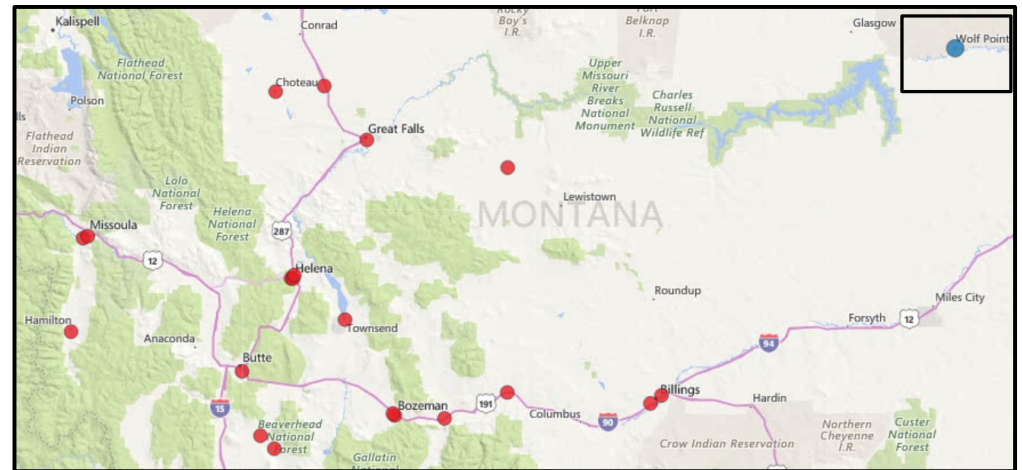 Rocky
Boy's
I.R.
Fort
Belknap
I.R.
Kalispell
Conrad
Glasgow
Wolf Point
Flathead
National Forest
Choteau
Upper
Missouri
River
Breaks
National
Monument
Charles
Russell
National
Wildlife Ref
Polson
lls
Flathead
Indian
Reservation
Great Falls
Lolo
National
Forest
Helena
National
Forest
Lewistown
MONTANA
Missoula
287
12
Helena
Roundup
Miles City
Hamilton
Townsend
Forsyth
12
Anaconda
94
Butte
Billings
15
Bozeman
191
Columbus
90
Hardin
Beaverhead
National
Forest
Gallatin
Crow Indian Reservation
Northern
Cheyenne
I.R.
Custer
National
Forest